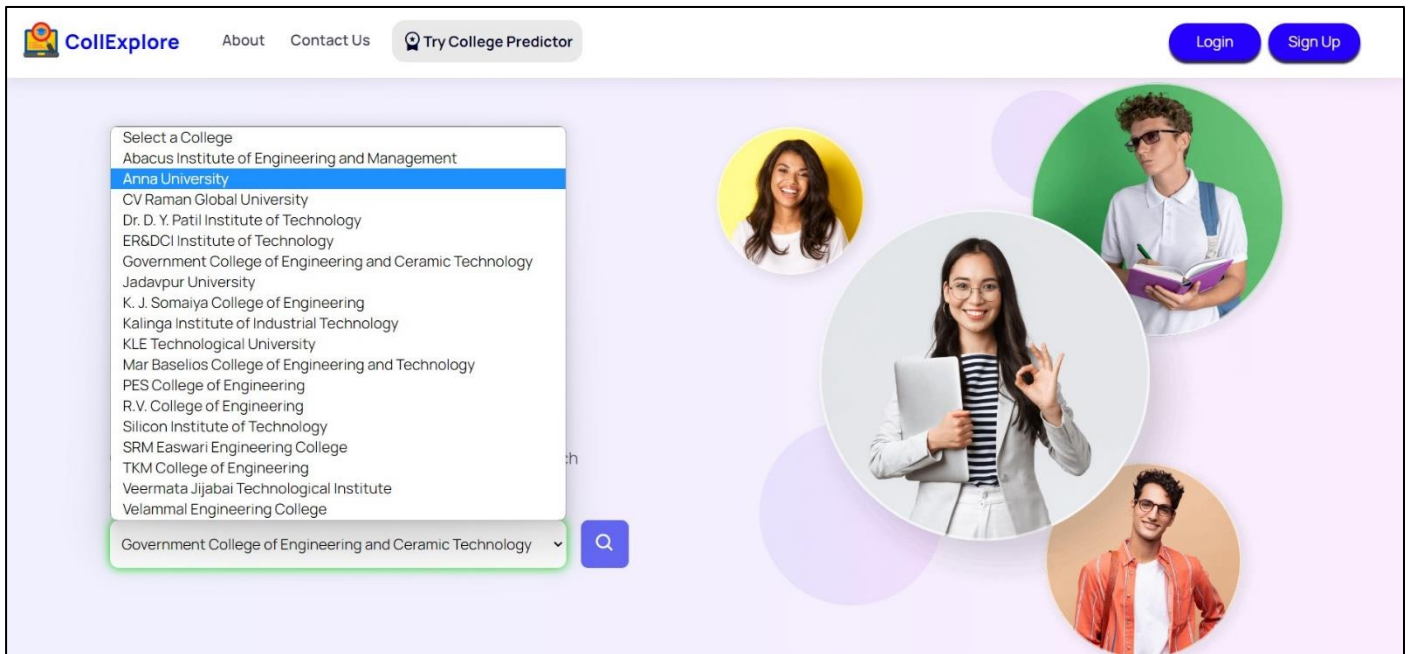 CollExplore
About
Contact Us
Try College Predictor
Login
Sign Up
Select a College
Abacus Institute of Engineering and Management
Anna University
CV Raman Global University
Dr. D. Y. Patil Institute of Technology
ER&DCI Institute of Technology
Government College of Engineering and Ceramic Technology
Jadavpur University
K. J. Somaiya College of Engineering
Kalinga Institute of Industrial Technology
KLE Technological University
Mar Baselios College of Engineering and Technology
PES College of Engineering
R.V. College of Engineering
Silicon Institute of Technology
SRM Easwari Engineering College
TKM College of Engineering
Veermata Jijabai Technological Institute
Velammal Engineering College
Government College of Engineering and Ceramic Technology